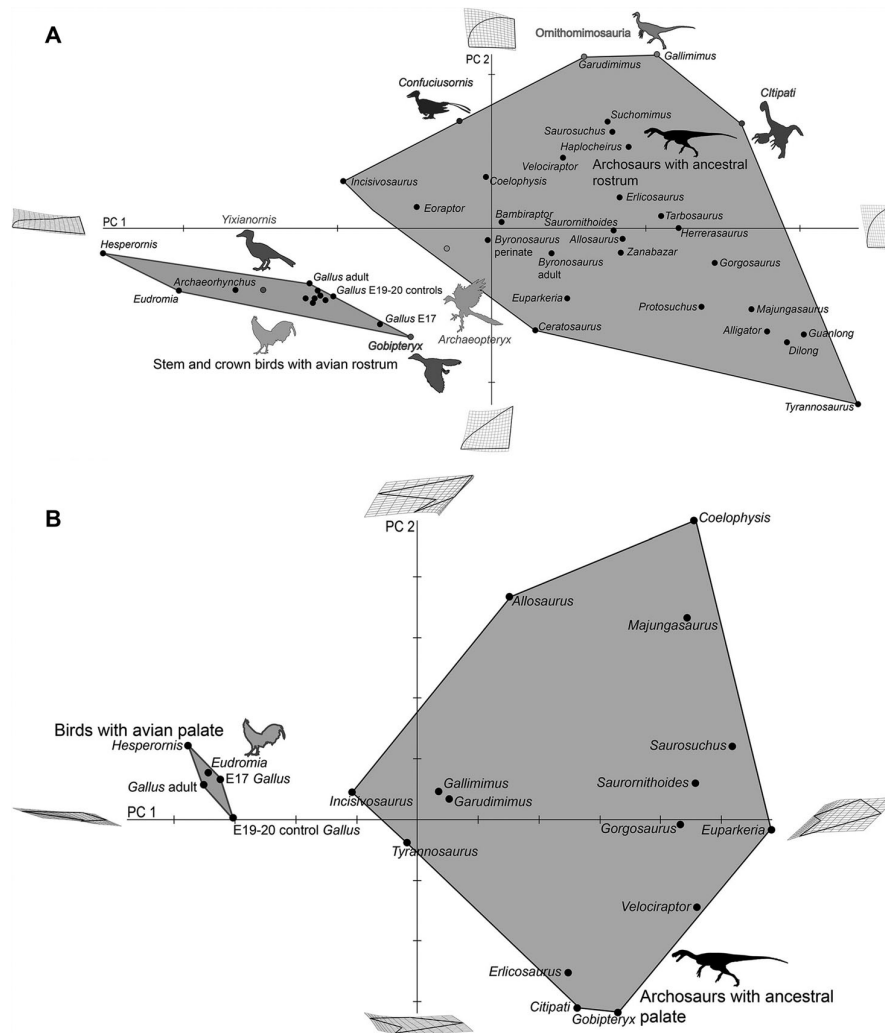 A
Ornithomimosauria
PC 2
Garudimimus
Gallimimus
Confuciusornis
CItipati
Suchomimus
Saurosuchus
Haplocheirus
Velociraptor
Archosaurs with ancestral
rostrum
Incisivosaurus
Coelophysis
Eoraptor
Erlicosaurus
Yixianornis
Bambiraptor
Tarbosaurus
PC 1
Saurornithoides
Herrerasaurus
Hesperornis
Byronosaurus
perinate
Allosaurus
Byronosaurus
adult
Zanabazar
Gorgosaurus
Gallus adult
Archaeorhynchus
Gallus E19-20 controls
Eudromia
Euparkeria
Protosuchus
Majungasaurus
Gallus E17
Ceratosaurus
Alligator
Guanlong
Archaeopteryx
Gobipteryx
Dilong
Stem and crown birds with avian rostrum
Tyrannosaurus
B
PC 2
Coelophysis
Allosaurus
Majungasaurus
Birds with avian palate
Hesperornis
Saurosuchus
Eudromia
E17 Gallus
Gallus adult
Gallimimus
Saurornithoides
Incisivosaurus
Garudimimus
PC 1
Gorgosaurus
Euparkeria
E19-20 control Gallus
Tyrannosaurus
Velociraptor
Erlicosaurus
Archosaurs with ancestral
palate
Citipati
Gobipteryx